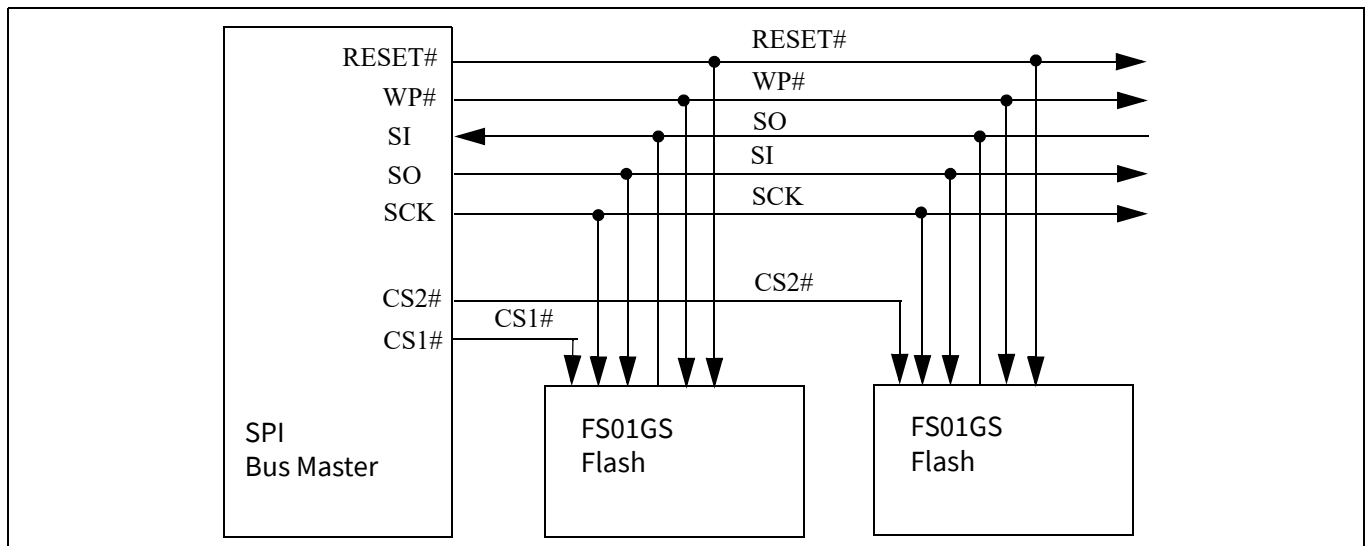 RESET#
RESET#
WP#
WP#
SI
SO
SO
SI
SCK
SCK
CS2#
CS2#
CS1#
CS1#
SPI
Bus Master
FS01GS
Flash
FS01GS
Flash